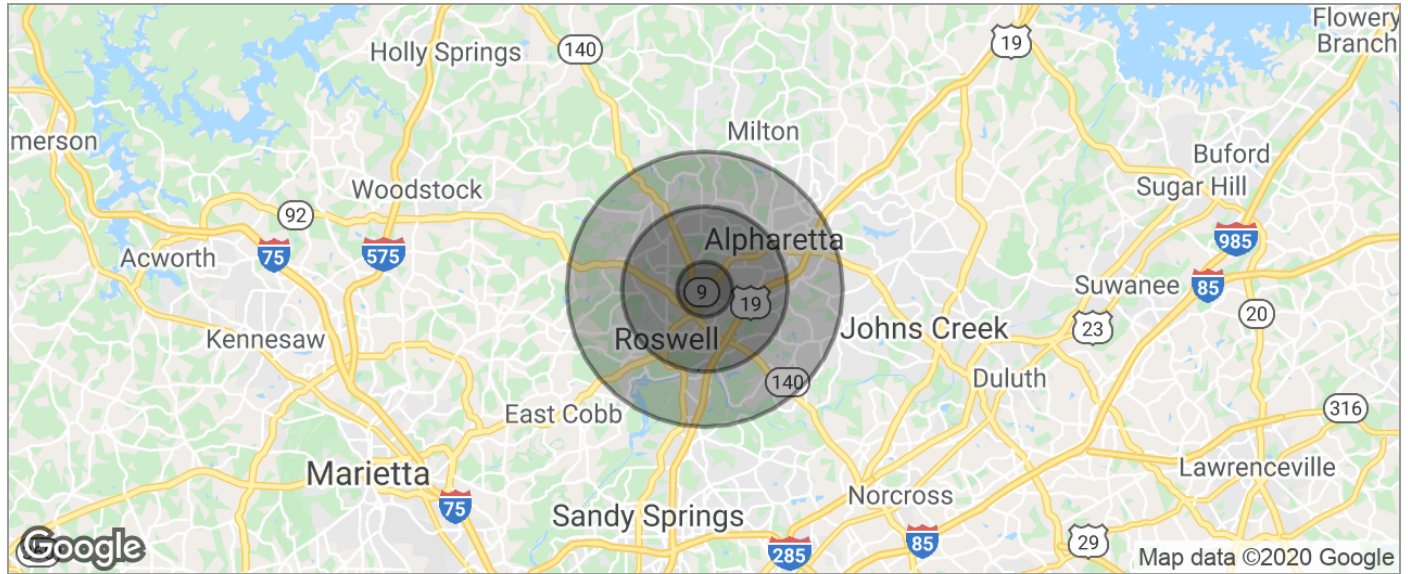 Flowery
Branch
140
19
Holly Springs
merson
Milton
Buford
Woodstock
Sugar Hill
92
Alpharetta
985
75
575
Acworth
Suwanee
85
9
19
20
Kennesaw
Roswell
Johns Creek
23
Duluth
140
East Cobb
316
Marietta
Lawrenceville
75
Norcross
Sandy Springs
285
85
29
Google
Map data ©2020 Google